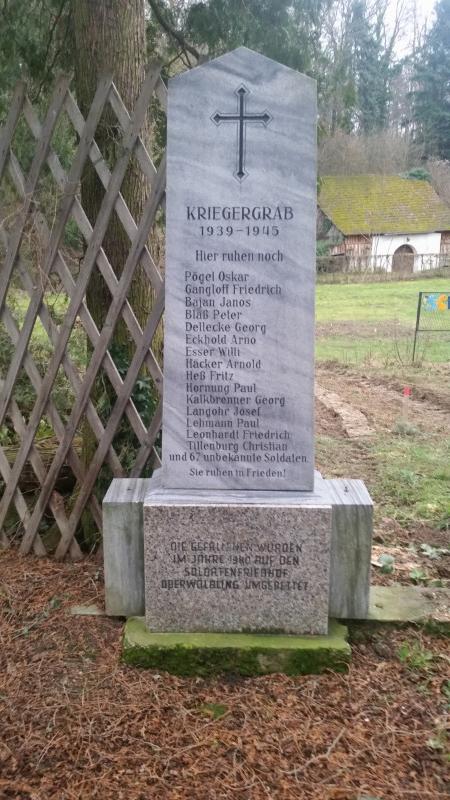 KRIEGERGRAB
1939-1945
Hier ruhen noch
Pögel Oskar
Gangloff Friedrich
Bajan Janos
Blaß Peter
Dellecke Georg
Eckhold Arno
Esser Willi
Hacker Arnold
Heß Fritz
Hornung Paul
Kalkbrenner Georg
Langohr Josef
Lehmann Paul
Leonhardt Friedrich
Tillenburg Christian
und 67 unbekannte Soldaten.
Sie ruhen in Frieden!
DIE GEFALLENEN WURDEN
IM JAHRE AUF DEN
SOLDATENFRIEDHOF
OBERWÖLBLING UMGEBETTET